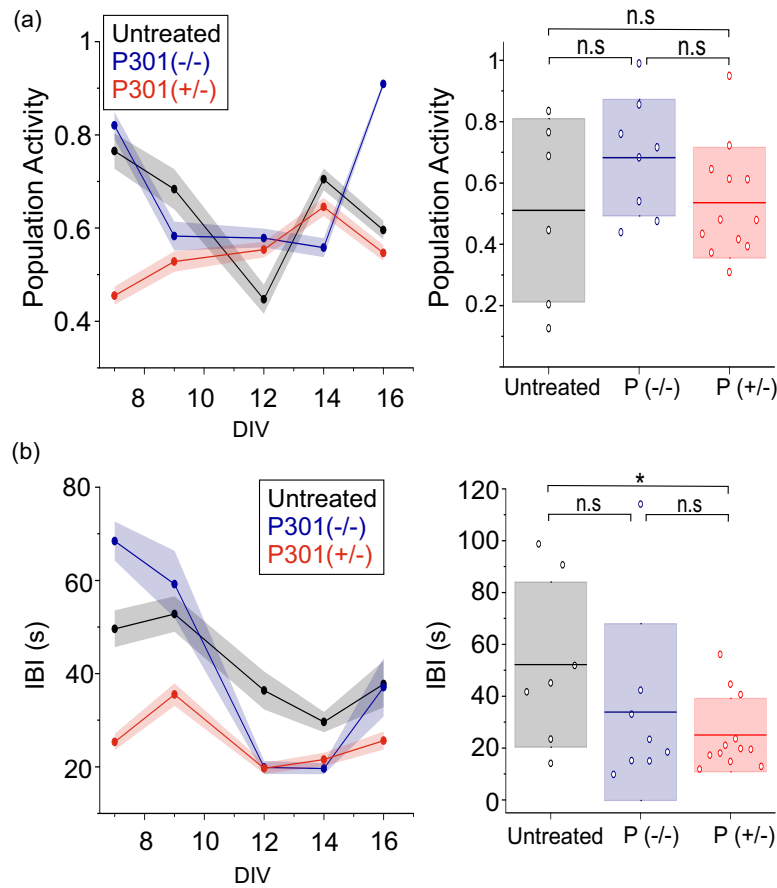 (a)
Untreated
P301(-/-)
P301(+/-)
Population Activity
1
0.8
0.6
0.4
8 10 12 14 16
DIV
n.s
n.s n.s
Population Activity
1
0.8
0.6
0.4
0.2
Untreated P (-/-) P (+/-)
(b)
Untreated
P301(-/-)
P301(+/-)
IBI (s)
80
60
40
20
8 10 12 14 16
DIV
*
n.s n.s
IBI (s)
120
100
80
60
40
20
0
Untreated P (-/-) P (+/-)